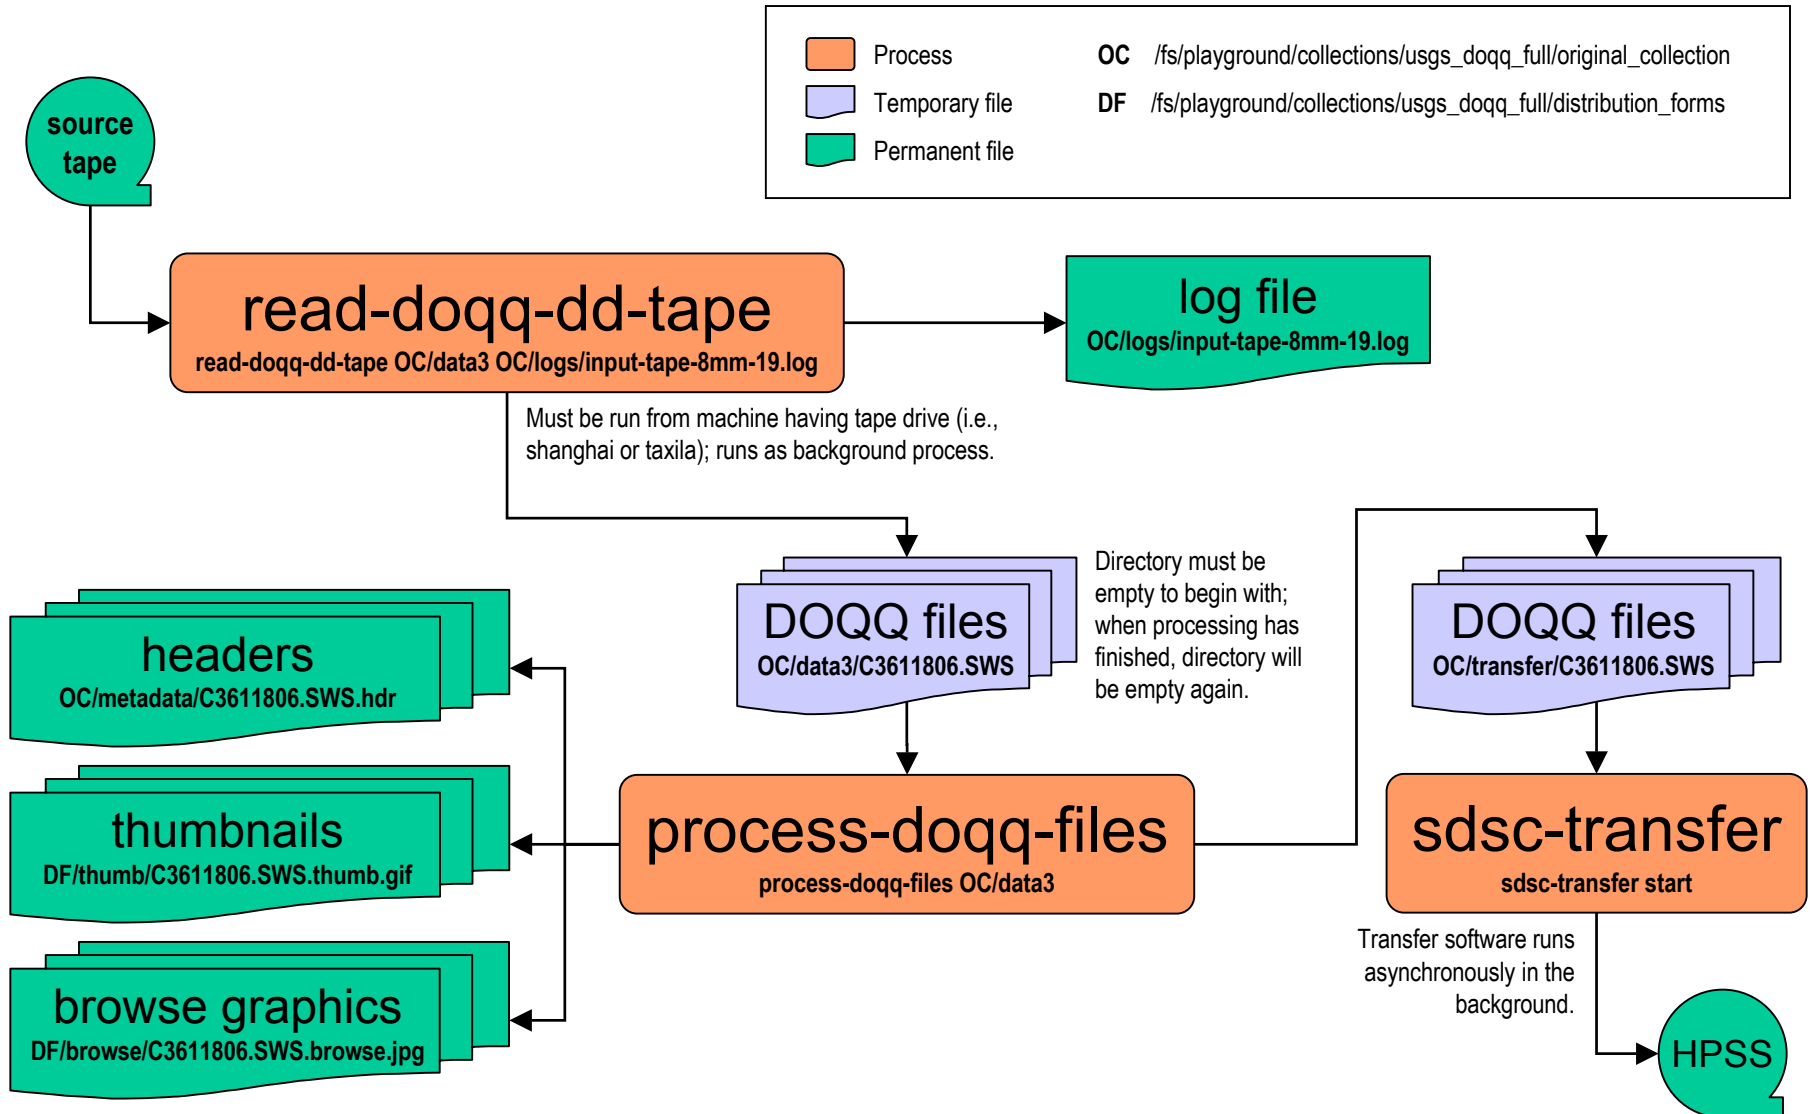 Process
Temporary file
Permanent file
OC /fs/playground/collections/usgs_doqq_full/original_collection
DF /fs/playground/collections/usgs_doqq_full/distribution_forms
source
tape
read-doqq-dd-tape
read-doqq-dd-tape OC/data3 OC/logs/input-tape-8mm-19.log
log file
OC/logs/input-tape-8mm-19.log
Must be run from machine having tape drive (i.e.,
shanghai or taxila); runs as background process.
DOQQ files
OC/data3/C3611806.SWS
Directory must be
empty to begin with;
when processing has
finished, directory will
be empty again.
DOQQ files
OC/transfer/C3611806.SWS
headers
OC/metadata/C3611806.SWS.hdr
thumbnails
DF/thumb/C3611806.SWS.thumb.gif
browse graphics
DF/browse/C3611806.SWS.browse.jpg
process-doqq-files
process-doqq-files OC/data3
sdsc-transfer
sdsc-transfer start
Transfer software runs
asynchronously in the
background.
HPSS